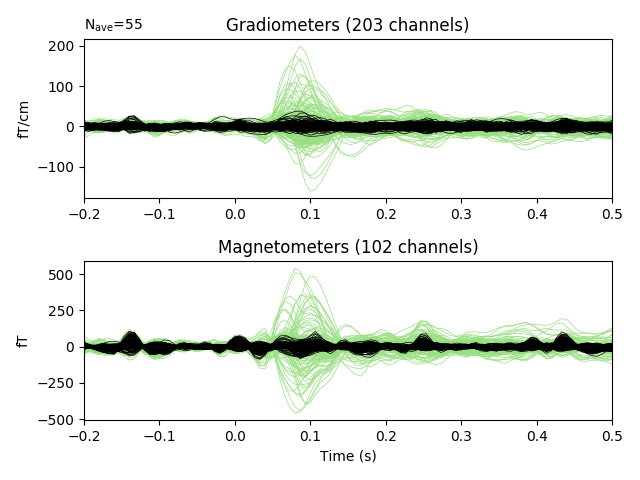 N_ave=55
Gradiometers (203 channels)
200
100
0
−100
fT/cm
−0.2 −0.1 0.0 0.1 0.2 0.3 0.4 0.5
Magnetometers (102 channels)
500
250
0
−250
−500
fT
−0.2 −0.1 0.0 0.1 0.2 0.3 0.4 0.5
Time (s)